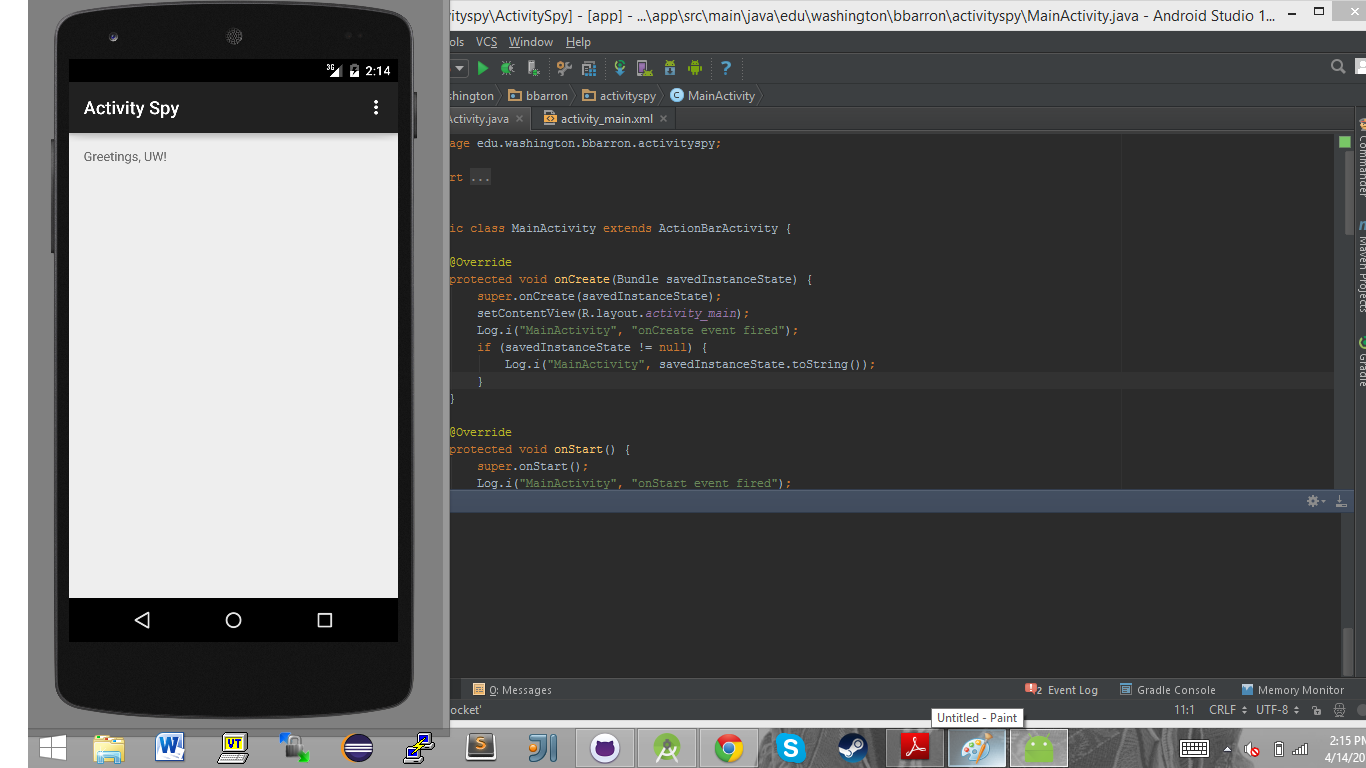 3G 2:14
Activity Spy
Greetings, UW!
ityspy\ActivitySpy] - [app] - ...\app\src\main\java\edu\washington\bbarron\activityspy\MainActivity.java - Android Studio 1...
ols VCS Window Help
shington bbarron activityspy MainActivity
Activity.java activity_main.xml
age edu.washington.bbarron.activityspy;
rt ...
ic class MainActivity extends ActionBarActivity {
@Override
protected void onCreate(Bundle savedInstanceState) {
super.onCreate(savedInstanceState);
setContentView(R.layout.activity_main);
Log.i("MainActivity", "onCreate event fired");
if (savedInstanceState != null) {
Log.i("MainActivity", savedInstanceState.toString());
}
}
@Override
protected void onStart() {
super.onStart();
Log.i("MainActivity", "onStart event fired");
Commander
Maven Projects
Gradle
0: Messages
2 Event Log Gradle Console Memory Monitor
ocket' 11:1 CRLF UTF-8
Untitled - Paint
VT
2:15 PM
4/14/20